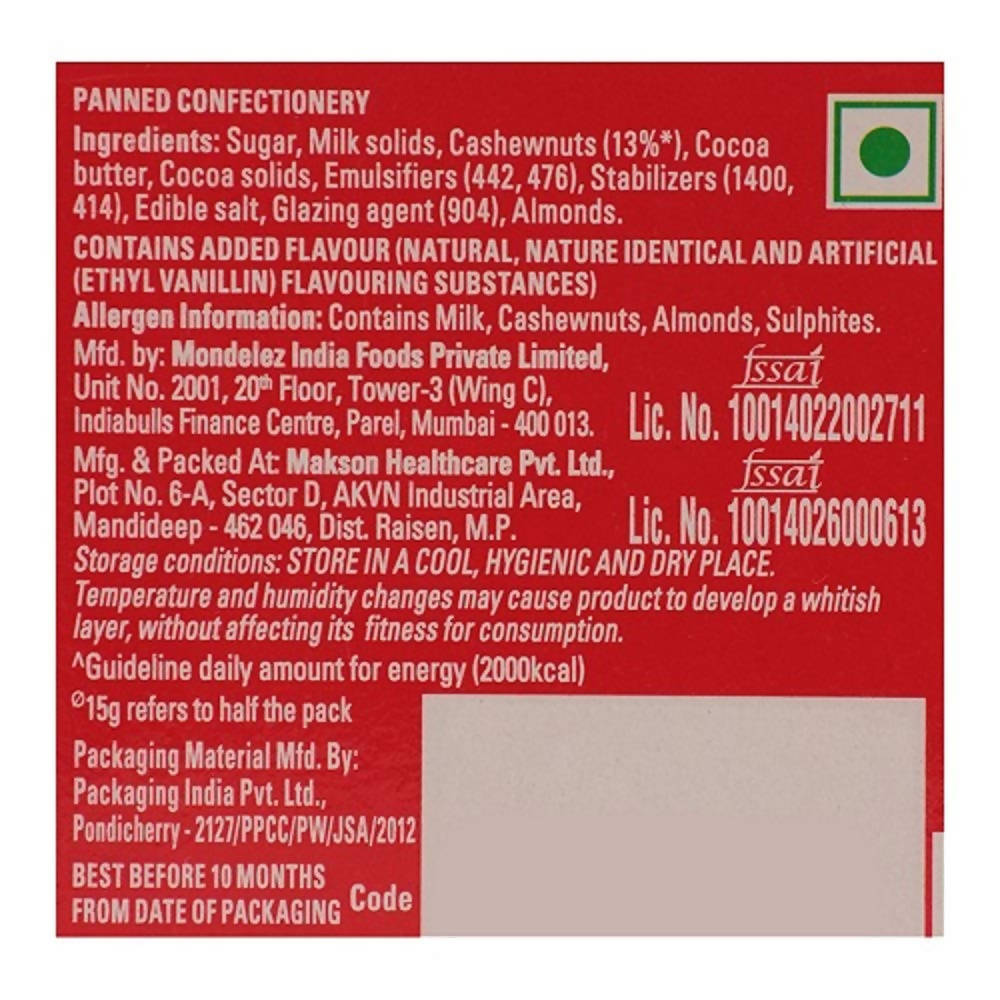 PANNED CONFECTIONERY
Ingredients: Sugar, Milk solids, Cashewnuts (13%*), Cocoa
butter, Cocoa solids, Emulsifiers (442, 476), Stabilizers (1400,
414), Edible salt, Glazing agent (904), Almonds.
CONTAINS ADDED FLAVOUR (NATURAL, NATURE IDENTICAL AND ARTIFICIAL
(ETHYL VANILLIN) FLAVOURING SUBSTANCES)
Allergen Information: Contains Milk, Cashewnuts, Almonds, Sulphites.
Mfd. by: Mondelez India Foods Private Limited,
Unit No. 2001, 20th Floor, Tower-3 (Wing C),
Indiabulls Finance Centre, Parel, Mumbai - 400 013.
fssai
Lic. No. 10014022002711
Mfg. & Packed At: Makson Healthcare Pvt. Ltd.,
Plot No. 6-A, Sector D, AKVN Industrial Area,
Mandideep - 462 046, Dist. Raisen, M.P.
fssai
Lic. No. 10014026000613
Storage conditions: STORE IN A COOL, HYGIENIC AND DRY PLACE.
Temperature and humidity changes may cause product to develop a whitish
layer, without affecting its fitness for consumption.
^Guideline daily amount for energy (2000kcal)
Ø15g refers to half the pack
Packaging Material Mfd. By:
Packaging India Pvt. Ltd.,
Pondicherry - 2127/PPCC/PW/JSA/2012
BEST BEFORE 10 MONTHS
FROM DATE OF PACKAGING Code